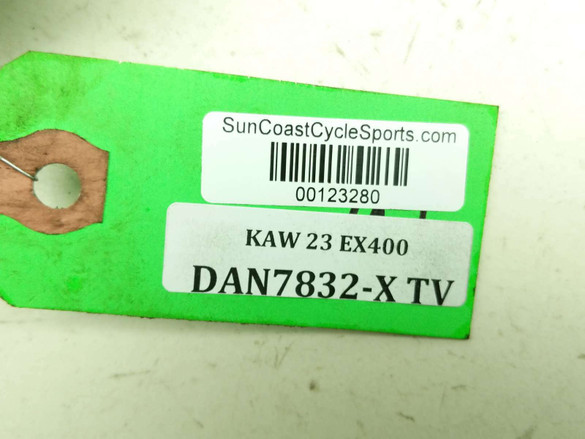 SunCoastCycleSports.com
00123280
KAW 23 EX400
DAN7832-X TV